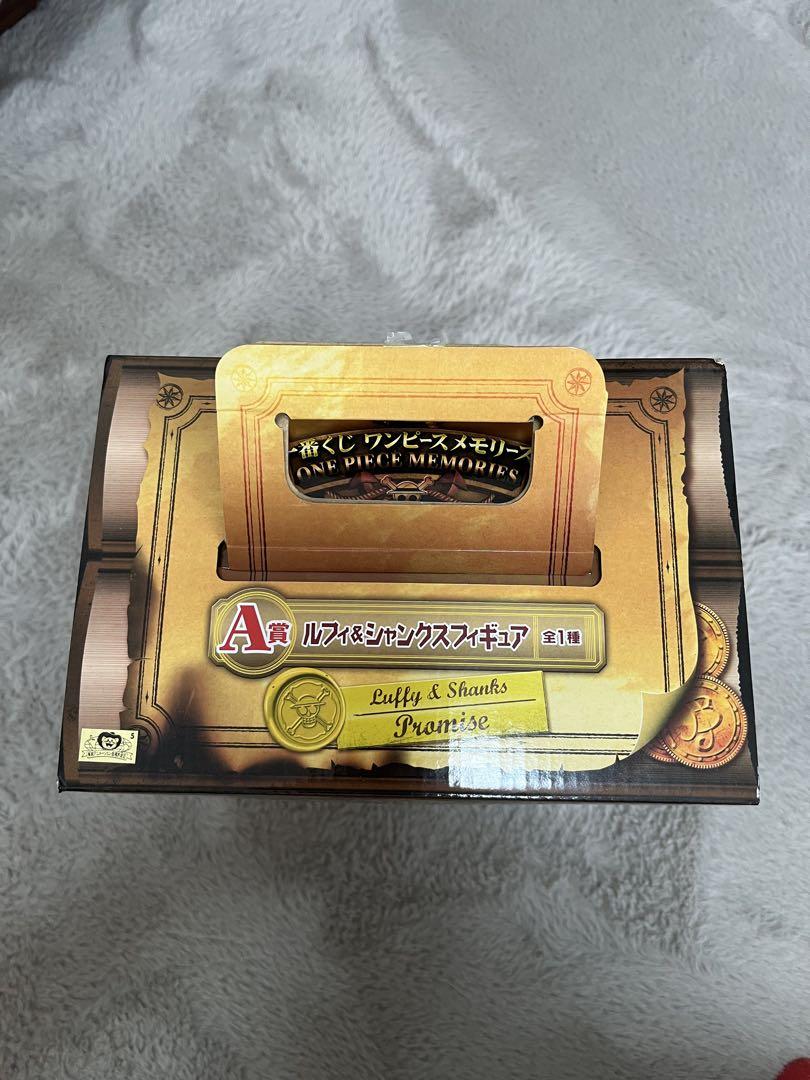 一番くじ ワンピースメモリーズ
ONE PIECE MEMORIES
A賞 ルフィ&シャンクスフィギュア 全1種
Luffy & Shanks
Promise
S